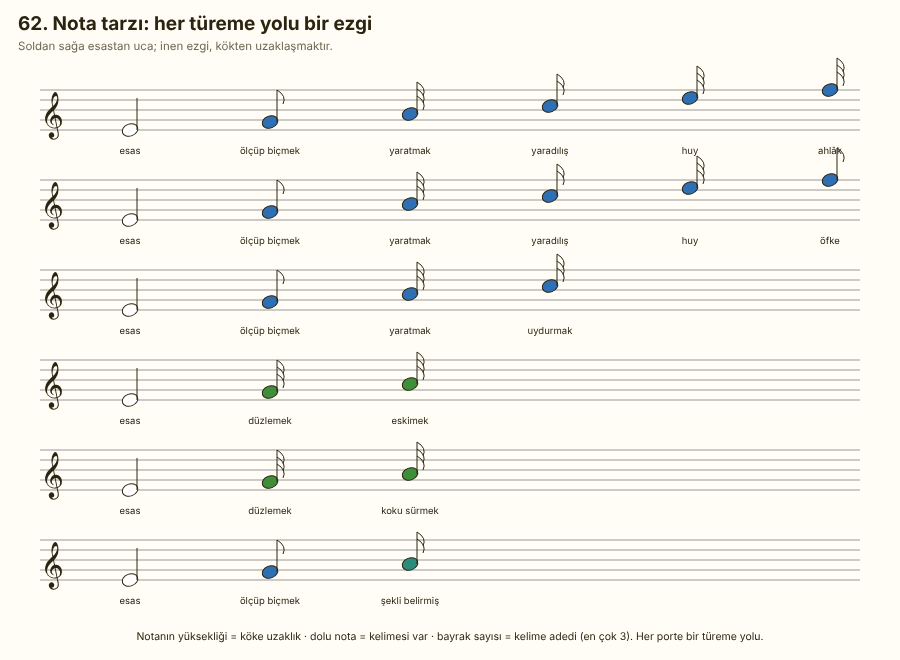 62. Nota tarzı: her türeme yolu bir ezgi
Soldan sağa esastan uca; inen ezgi, kökten uzaklaşmaktır.
esas ölçüp biçmek yaratmak yaradılış huy ahlâk
esas ölçüp biçmek yaratmak yaradılış huy öfke
esas ölçüp biçmek yaratmak uydurmak
esas düzlemek eskimek
esas düzlemek koku sürmek
esas ölçüp biçmek şekli belirmiş
Notanın yüksekliği = köke uzaklık · dolu nota = kelimesi var · bayrak sayısı = kelime adedi (en çok 3). Her porte bir türeme yolu.